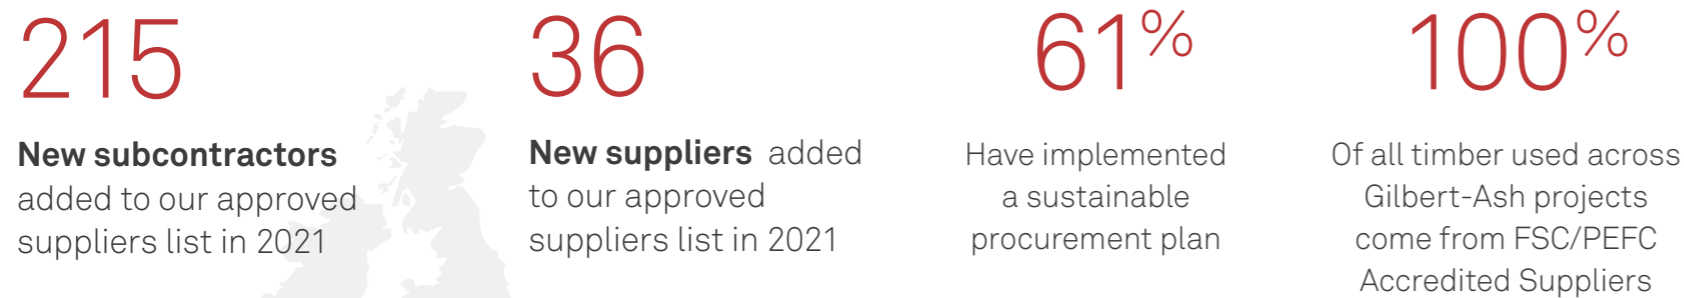 215
New subcontractors
added to our approved
suppliers list in 2021
36
New suppliers added
to our approved
suppliers list in 2021
61%
Have implemented
a sustainable
procurement plan
100%
Of all timber used across
Gilbert-Ash projects
come from FSC/PEFC
Accredited Suppliers